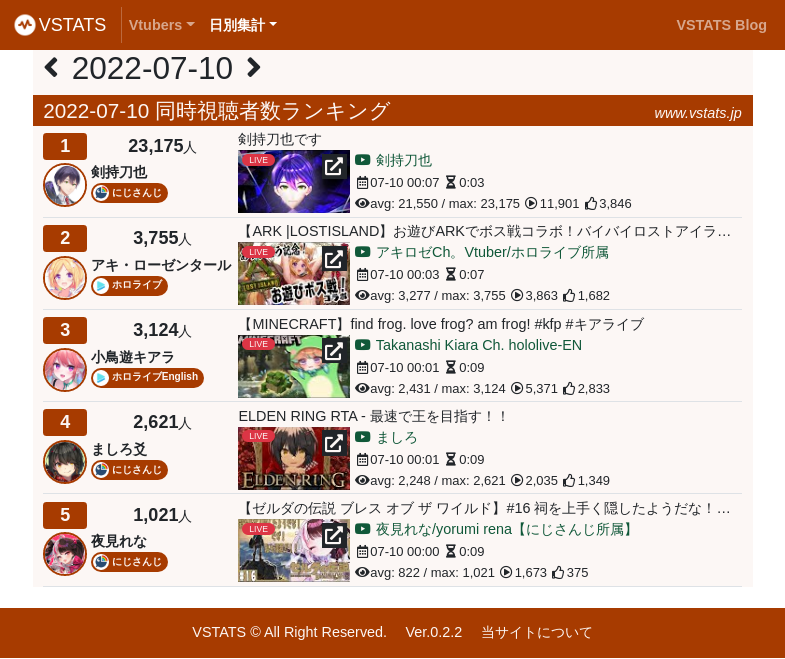 VSTATS Vtubers 日別集計 VSTATS Blog
2022-07-10
2022-07-10 同時視聴者数ランキング www.vstats.jp
1 23,175人
剣持刀也
にじさんじ
剣持刀也です
LIVE
剣持刀也
07-10 00:07 0:03
avg: 21,550 / max: 23,175 11,901 3,846
2 3,755人
アキ・ローゼンタール
ホロライブ
【ARK |LOSTISLAND】お遊びARKでボス戦コラボ！バイバイロストアイラ…
LIVE
LOST ISLAND
お遊びボス戦！
アキロゼCh。Vtuber/ホロライブ所属
07-10 00:03 0:07
avg: 3,277 / max: 3,755 3,863 1,682
3 3,124人
小鳥遊キアラ
ホロライブEnglish
【MINECRAFT】find frog. love frog? am frog! #kfp #キアライブ
MINECRAFT
LIVE
Takanashi Kiara Ch. hololive-EN
07-10 00:01 0:09
avg: 2,431 / max: 3,124 5,371 2,833
4 2,621人
ましろ爻
にじさんじ
ELDEN RING RTA - 最速で王を目指す！！
LIVE
ELDEN RING
ましろ
07-10 00:01 0:09
avg: 2,248 / max: 2,621 2,035 1,349
5 1,021人
夜見れな
にじさんじ
【ゼルダの伝説 ブレス オブ ザ ワイルド】#16 祠を上手く隠したようだな！…
LIVE
#16
夜見れな/yorumi rena【にじさんじ所属】
07-10 00:00 0:09
avg: 822 / max: 1,021 1,673 375
VSTATS © All Right Reserved. Ver.0.2.2 当サイトについて